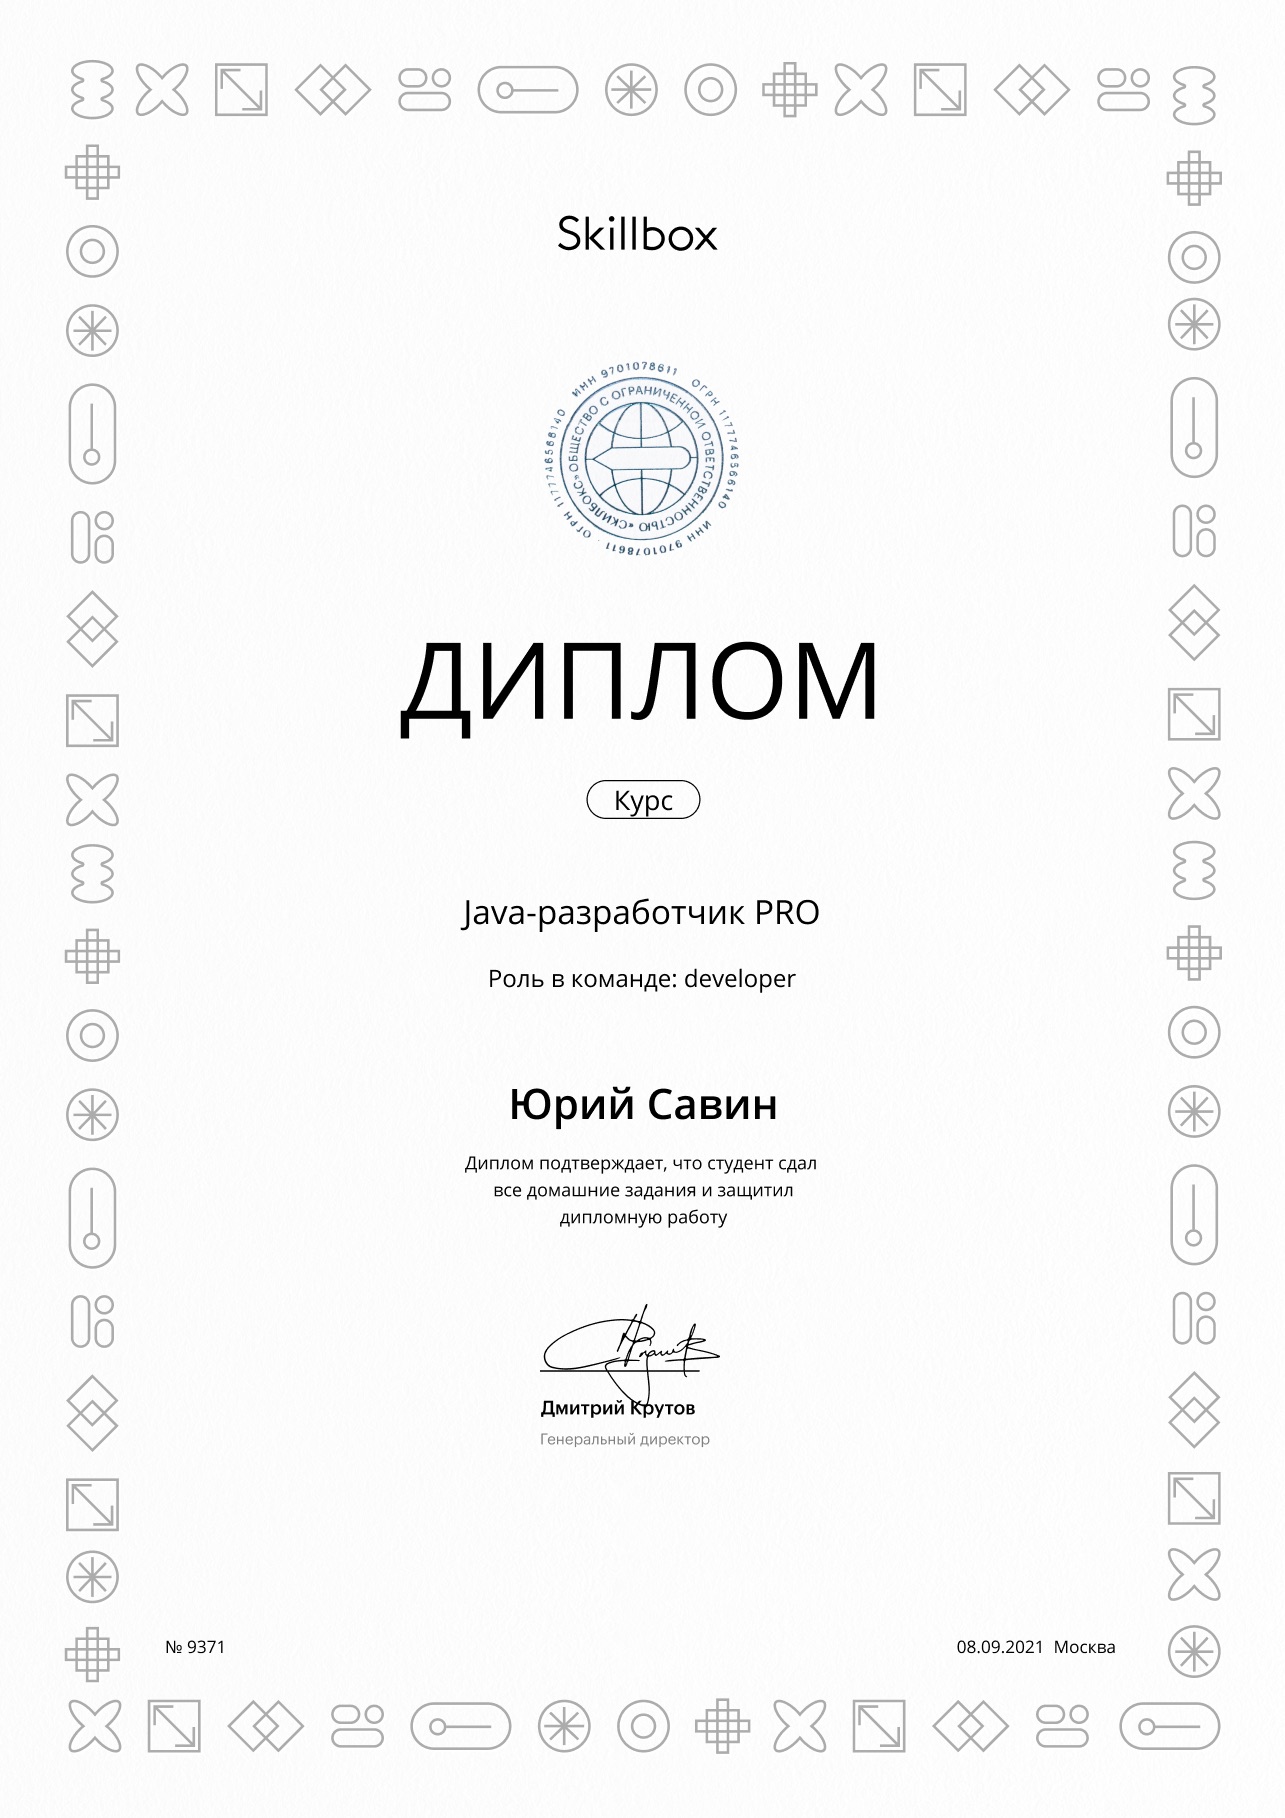 Skillbox
ИНН 9701078611 ОГРН 1177746566140 ИНН 9701078611 · ОГРН 1177746566140
ОБЩЕСТВО С ОГРАНИЧЕННОЙ ОТВЕТСТВЕННОСТЬЮ «СКИЛБОКС»
ДИПЛОМ
Курс
Java-разработчик PRO
Роль в команде: developer
Юрий Савин
Диплом подтверждает, что студент сдал
все домашние задания и защитил
дипломную работу
Дмитрий Крутов
Генеральный директор
№ 9371
08.09.2021 Москва